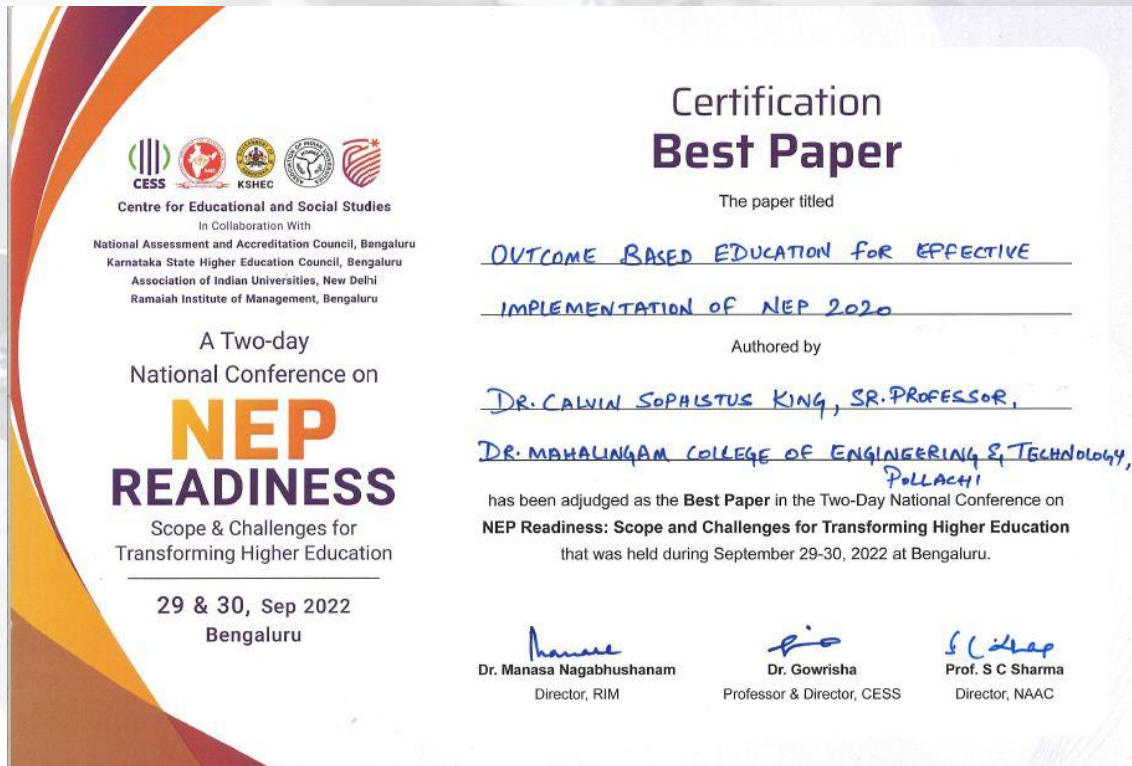 CESS
KSHEC
Centre for Educational and Social Studies
In Collaboration With
National Assessment and Accreditation Council, Bengaluru
Karnataka State Higher Education Council, Bengaluru
Association of Indian Universities, New Delhi
Ramaiah Institute of Management, Bengaluru
A Two-day
National Conference on
NEP
READINESS
Scope & Challenges for
Transforming Higher Education
29 & 30, Sep 2022
Bengaluru
Certification
Best Paper
The paper titled
OUTCOME BASED EDUCATION FOR EFFECTIVE
IMPLEMENTATION OF NEP 2020
Authored by
DR. CALVIN SOPHISTUS KING, SR. PROFESSOR,
DR. MAHALINGAM COLLEGE OF ENGINEERING & TECHNOLOGY,
POLLACHI
has been adjudged as the Best Paper in the Two-Day National Conference on
NEP Readiness: Scope and Challenges for Transforming Higher Education
that was held during September 29-30, 2022 at Bengaluru.
Dr. Manasa Nagabhushanam
Director, RIM
Dr. Gowrisha
Professor & Director, CESS
Prof. S C Sharma
Director, NAAC